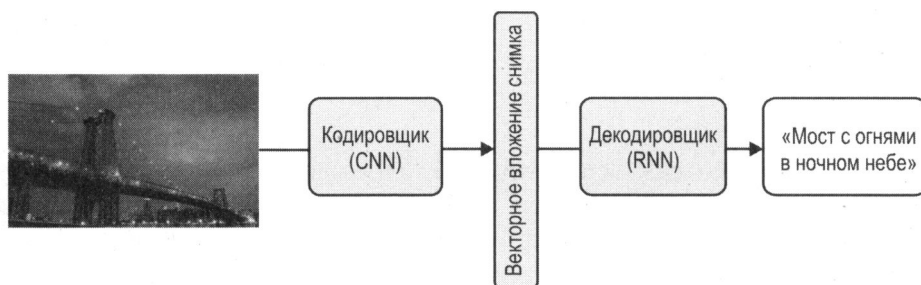 Кодировщик
(CNN)
Векторное вложение снимка
Декодировщик
(RNN)
«Мост с огнями
в ночном небе»